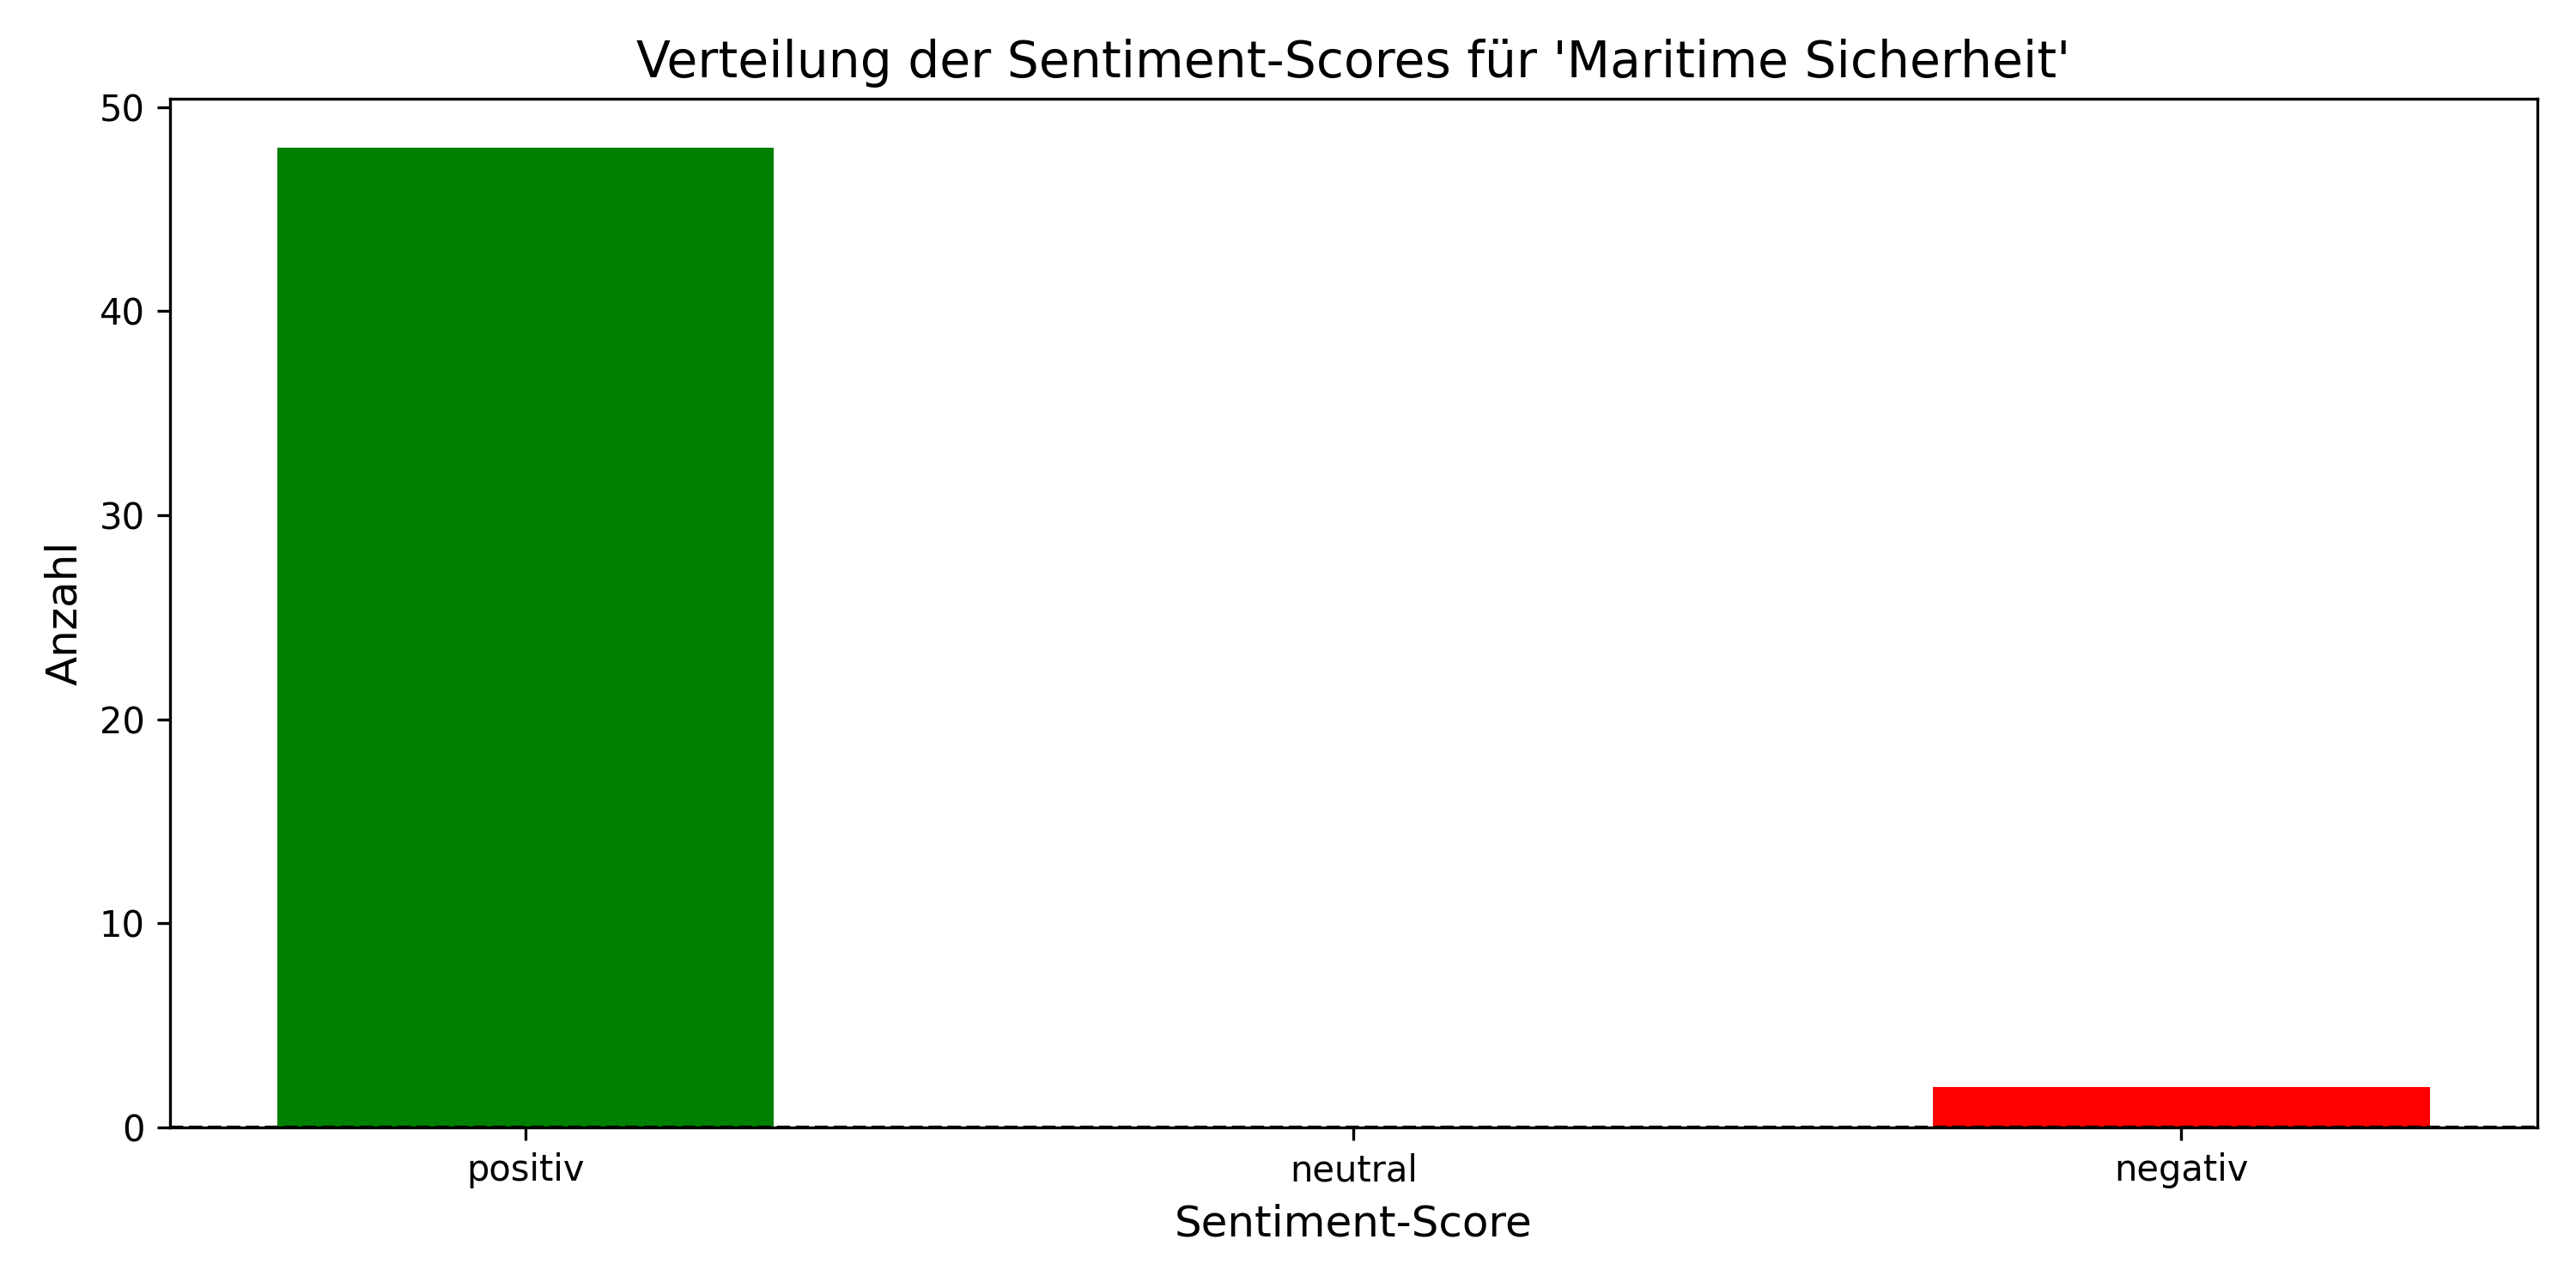 Verteilung der Sentiment-Scores für 'Maritime Sicherheit'
50
40
30
20
10
0
Anzahl
positiv neutral negativ
Sentiment-Score